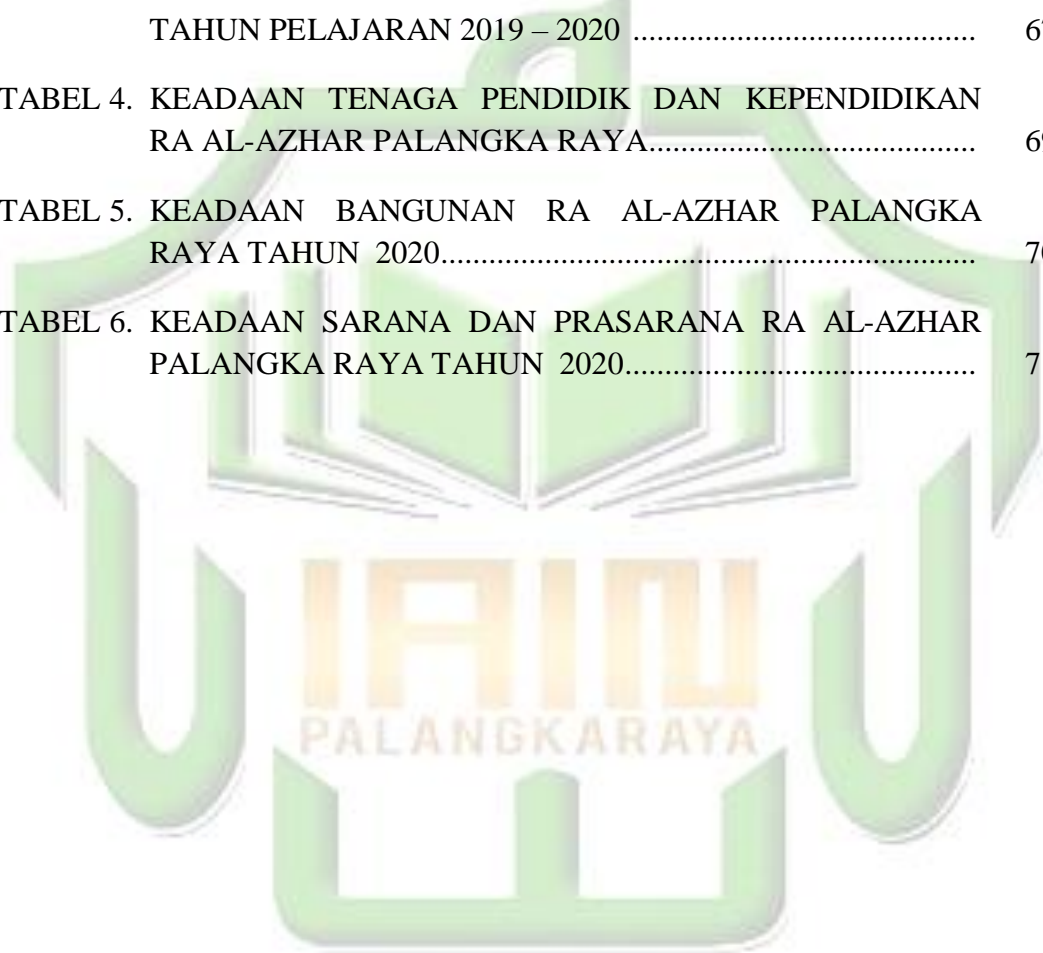 TAHUN PELAJARAN 2019 – 2020 ...........................................
TABEL 4. KEADAAN TENAGA PENDIDIK DAN KEPENDIDIKAN
RA AL-AZHAR PALANGKA RAYA.........................................
TABEL 5. KEADAAN BANGUNAN RA AL-AZHAR PALANGKA
RAYA TAHUN 2020...................................................................
TABEL 6. KEADAAN SARANA DAN PRASARANA RA AL-AZHAR
PALANGKA RAYA TAHUN 2020............................................
IAIN
PALANGKARAYA